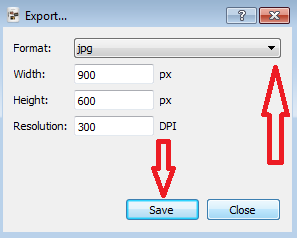 Export...
?
Format: jpg
Width: 900 px
Height: 600 px
Resolution: 300 DPI
Save Close